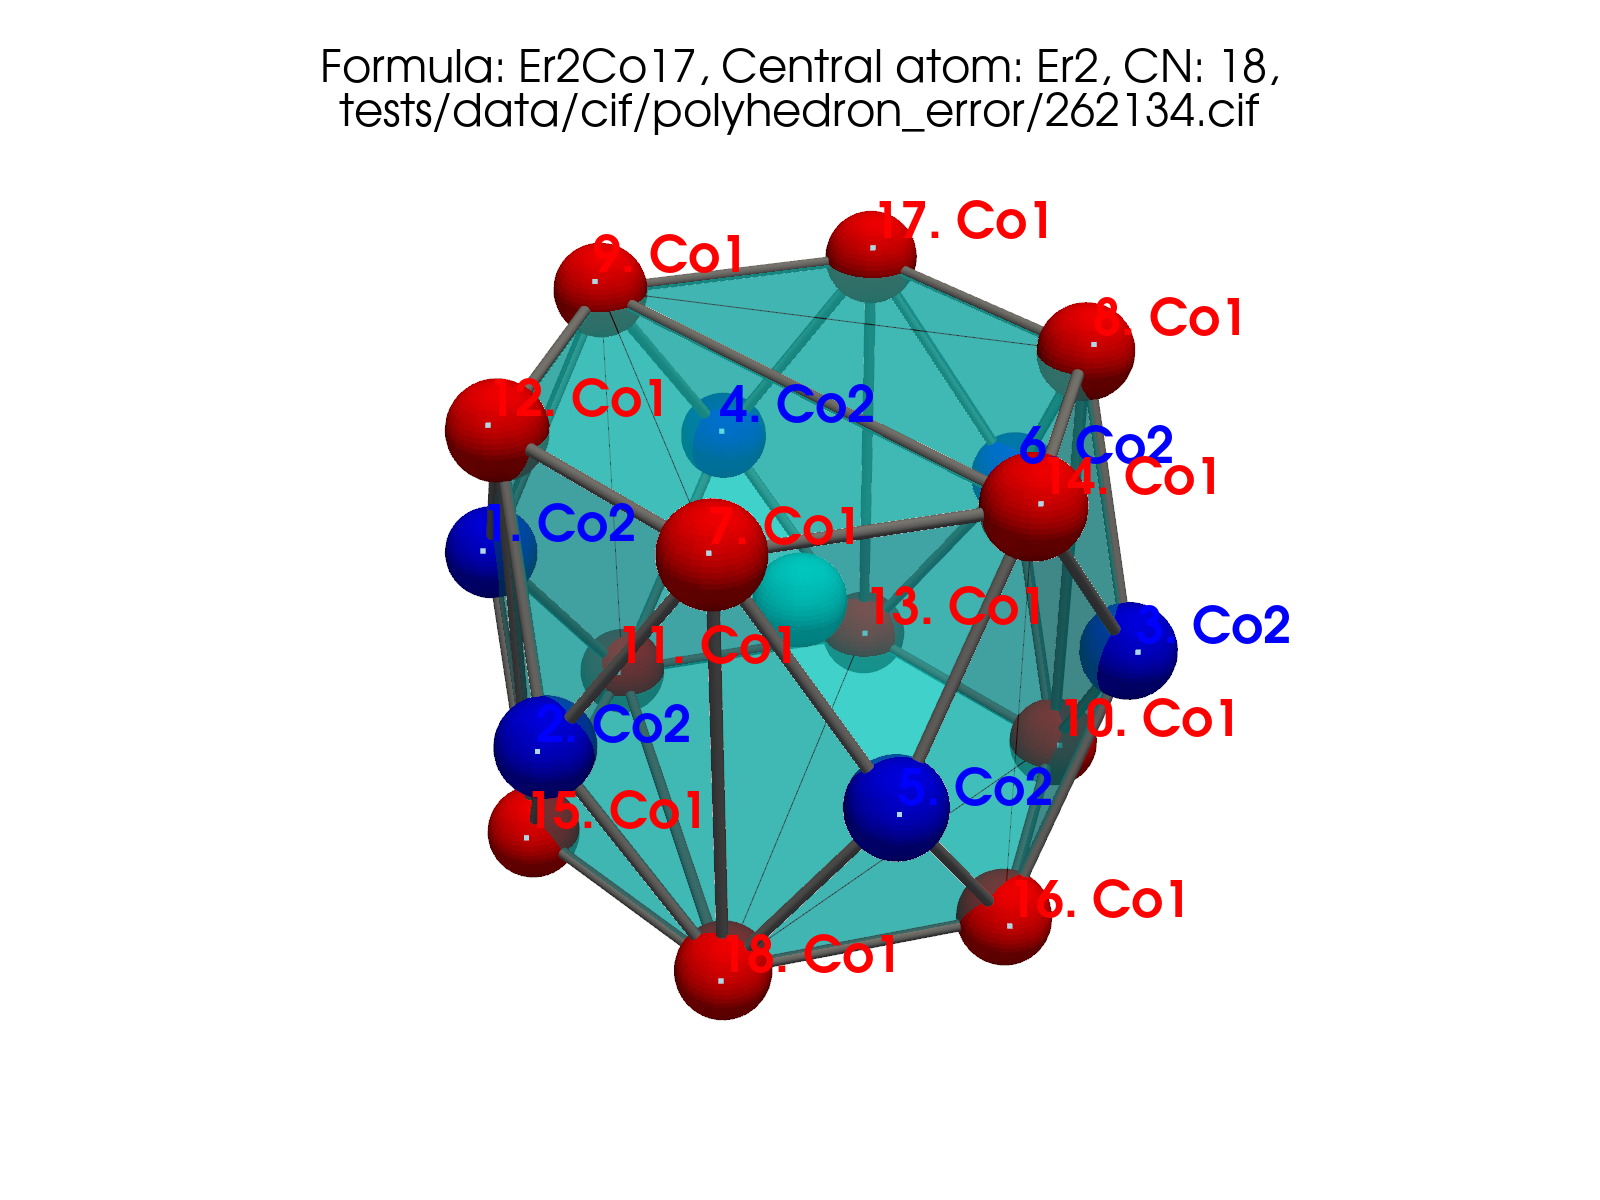 Formula: Er2Co17, Central atom: Er2, CN: 18,
tests/data/cif/polyhedron_error/262134.cif
17. Co1
9. Co1
8. Co1
12. Co1
4. Co2
6. Co2
14. Co1
1. Co2
7. Co1
13. Co1
3. Co2
11. Co1
10. Co1
2. Co2
5. Co2
15. Co1
16. Co1
18. Co1